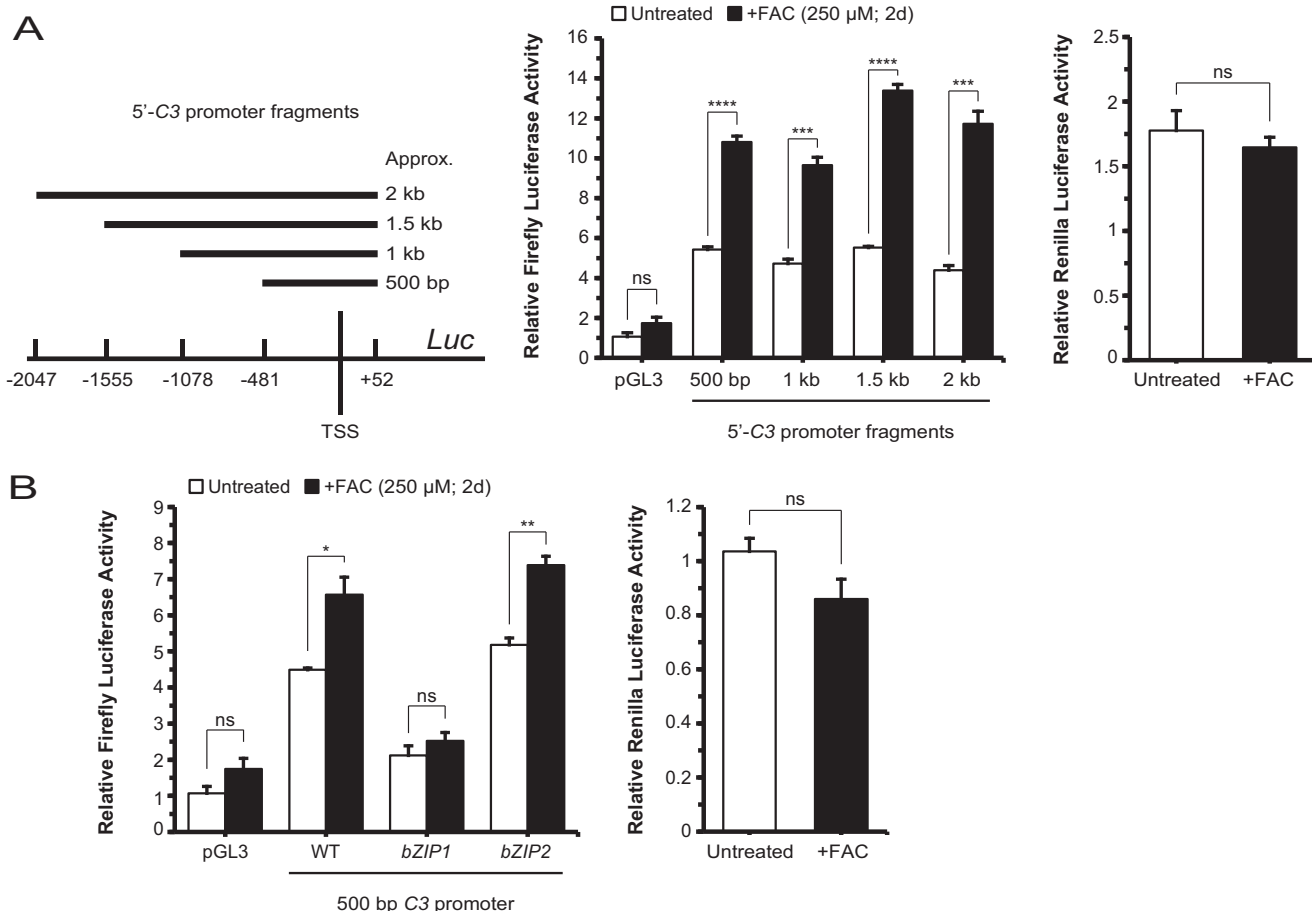 A
5'-C3 promoter fragments
Approx.
2 kb
1.5 kb
1 kb
500 bp
Luc
-2047
-1555
-1078
-481
+52
TSS
Untreated +FAC (250 µM; 2d)
Relative Firefly Luciferase Activity
16
14
12
10
8
6
4
2
0
ns
****
***
****
***
pGL3 500 bp 1 kb 1.5 kb 2 kb
5'-C3 promoter fragments
Relative Renilla Luciferase Activity
2.5
2
1.5
1
0.5
0
ns
Untreated +FAC
B
Untreated +FAC (250 µM; 2d)
Relative Firefly Luciferase Activity
9
8
7
6
5
4
3
2
1
0
ns
*
ns
**
pGL3 WT bZIP1 bZIP2
500 bp C3 promoter
Relative Renilla Luciferase Activity
1.2
1
0.8
0.6
0.4
0.2
0
ns
Untreated +FAC